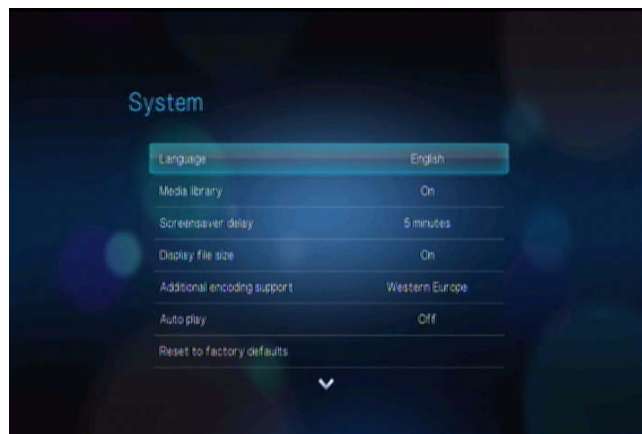 System
Language English
Media library On
Screensaver delay 5 minutes
Display file size On
Additional encoding support Western Europe
Auto play Off
Reset to factory defaults